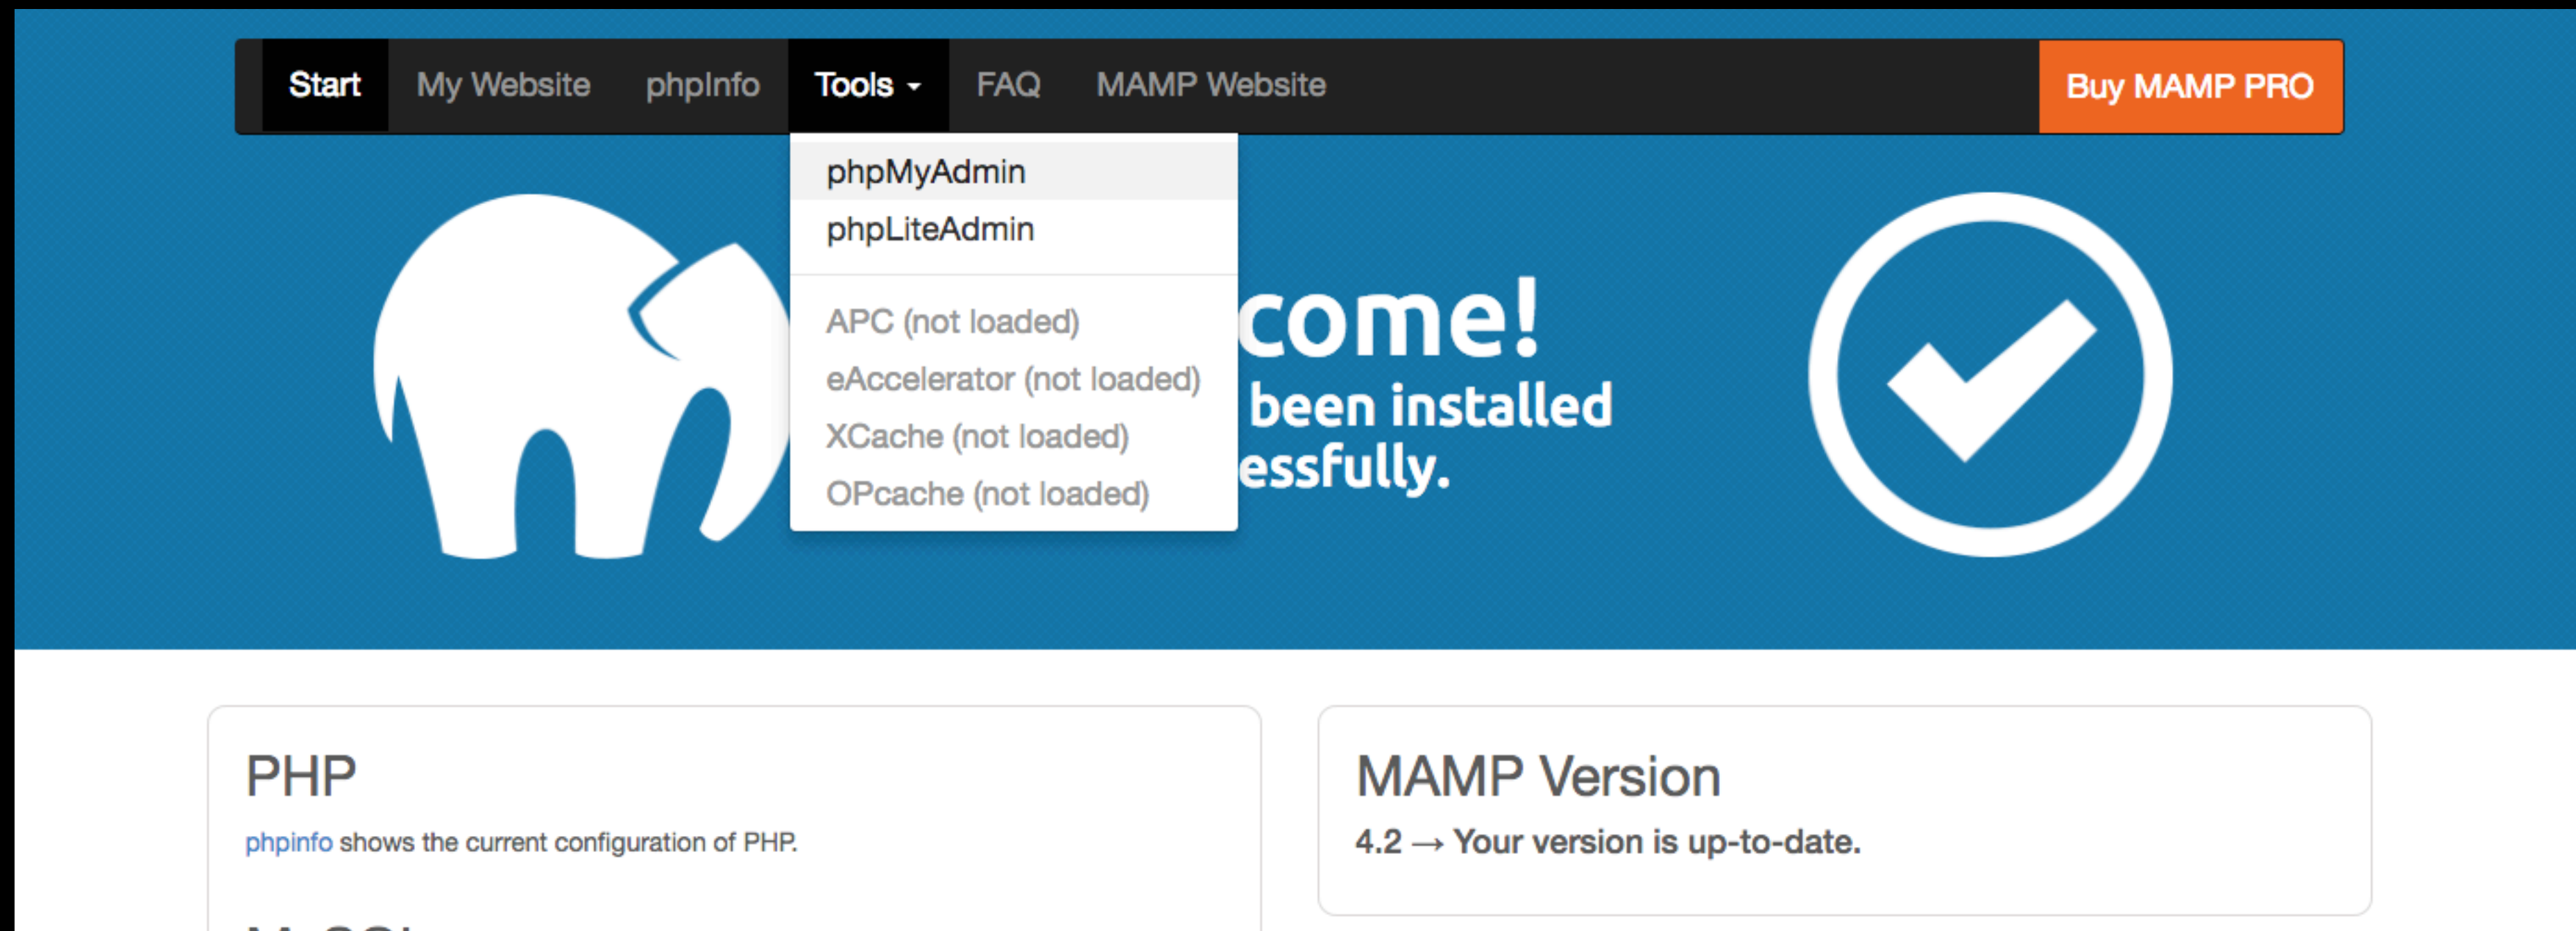 Start My Website phpInfo Tools FAQ MAMP Website Buy MAMP PRO
phpMyAdmin
phpLiteAdmin
APC (not loaded)
eAccelerator (not loaded)
XCache (not loaded)
OPcache (not loaded)
come!
been installed
essfully.
PHP
phpinfo shows the current configuration of PHP.
MAMP Version
4.2 → Your version is up-to-date.